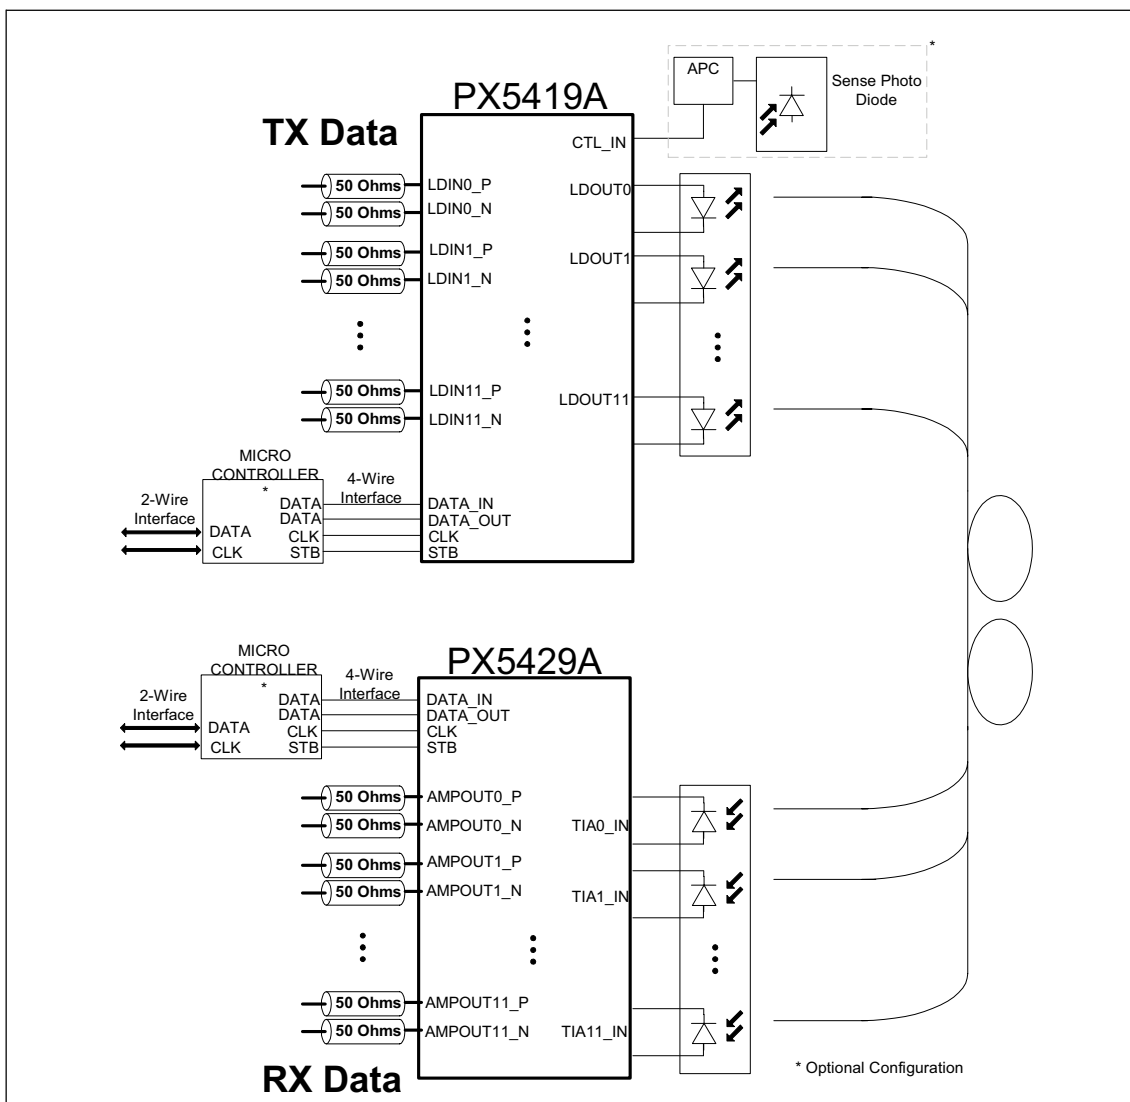 *
APC
Sense Photo
Diode
PX5419A
TX Data
CTL_IN
50 Ohms
LDIN0_P
LDOUT0
50 Ohms
LDIN0_N
50 Ohms
LDIN1_P
LDOUT1
50 Ohms
LDIN1_N
50 Ohms
LDIN11_P
LDOUT11
50 Ohms
LDIN11_N
MICRO
CONTROLLER
*
4-Wire
Interface
2-Wire
Interface
DATA
DATA_IN
DATA
DATA_OUT
DATA
CLK
CLK
CLK
STB
STB
PX5429A
MICRO
CONTROLLER
*
4-Wire
Interface
2-Wire
Interface
DATA
DATA_IN
DATA
DATA_OUT
DATA
CLK
CLK
CLK
STB
STB
50 Ohms
AMPOUT0_P
50 Ohms
AMPOUT0_N
TIA0_IN
50 Ohms
AMPOUT1_P
50 Ohms
AMPOUT1_N
TIA1_IN
50 Ohms
AMPOUT11_P
50 Ohms
AMPOUT11_N
TIA11_IN
RX Data
* Optional Configuration